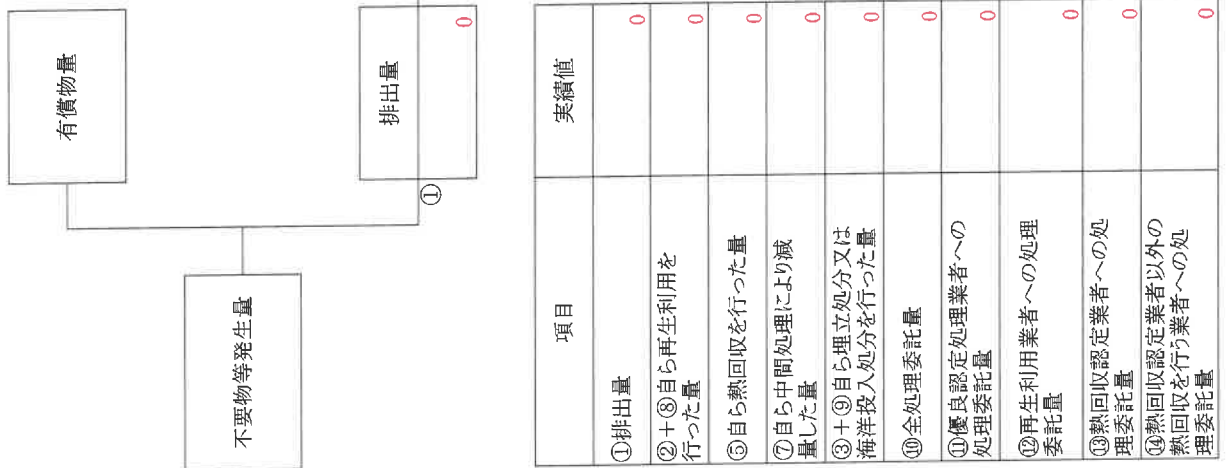 有償物量
不要物等発生量
①
排出量
0
項目
実績値
①排出量
0
②+⑧自ら再生利用を
行った量
0
⑤自ら熱回収を行った量
0
⑦自ら中間処理により減
量した量
0
③+⑨自ら埋立処分又は
海洋投入処分を行った量
0
⑩全処理委託量
0
⑪優良認定処理業者への
処理委託量
0
⑫再生利用業者への処理
委託量
0
⑬熱回収認定業者への処
理委託量
0
⑭熱回収認定業者以外の
熱回収を行う業者への処
理委託量
0